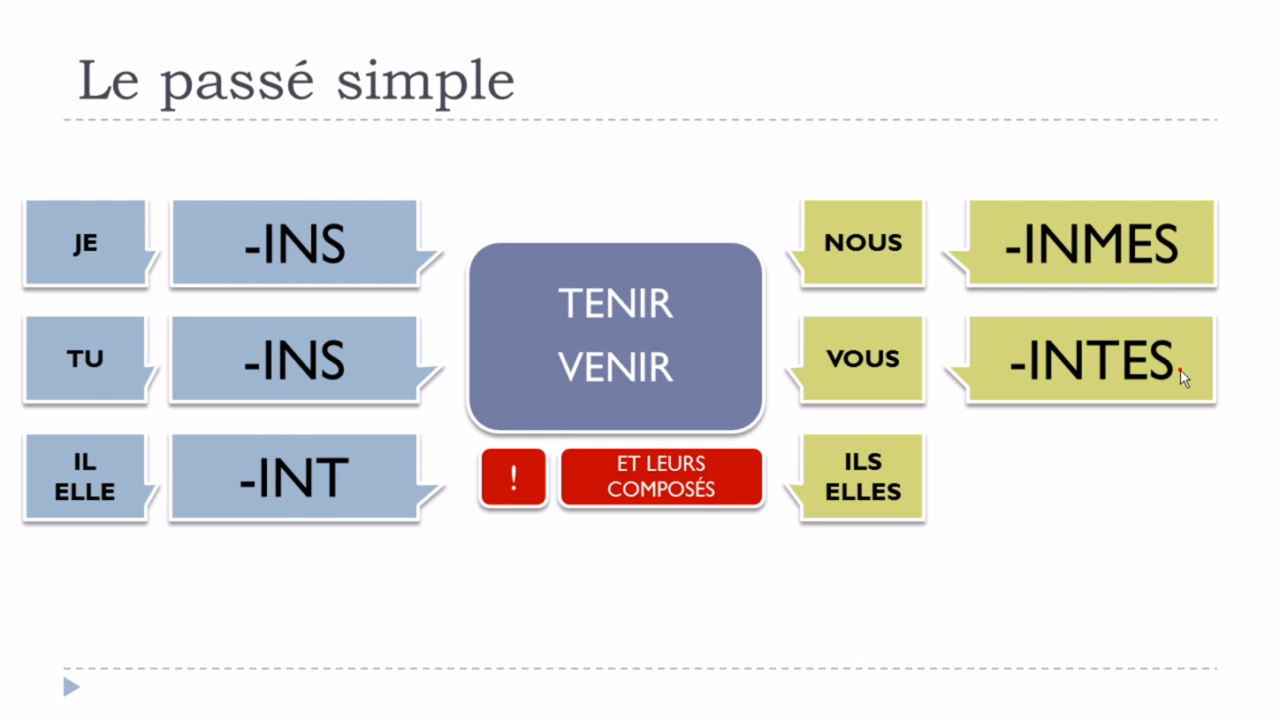 Le passé simple
JE
-INS
TU
-INS
IL
ELLE
-INT
TENIR
VENIR
!
ET LEURS
COMPOSÉS
NOUS
-INMES
VOUS
-INTES
ILS
ELLES